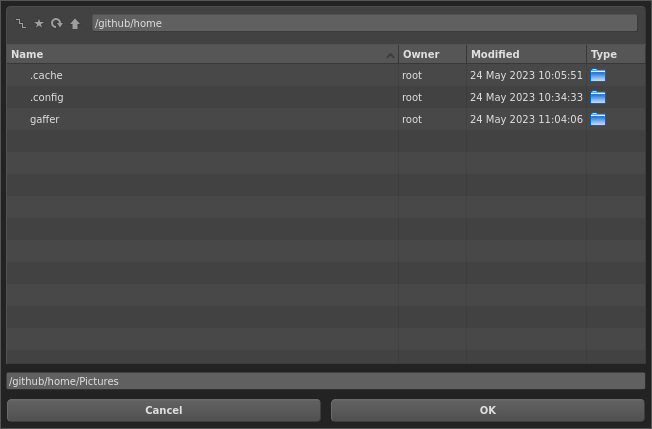 /github/home
Name Owner Modified Type
.cache root 24 May 2023 10:05:51
.config root 24 May 2023 10:34:33
gaffer root 24 May 2023 11:04:06
/github/home/Pictures
Cancel OK